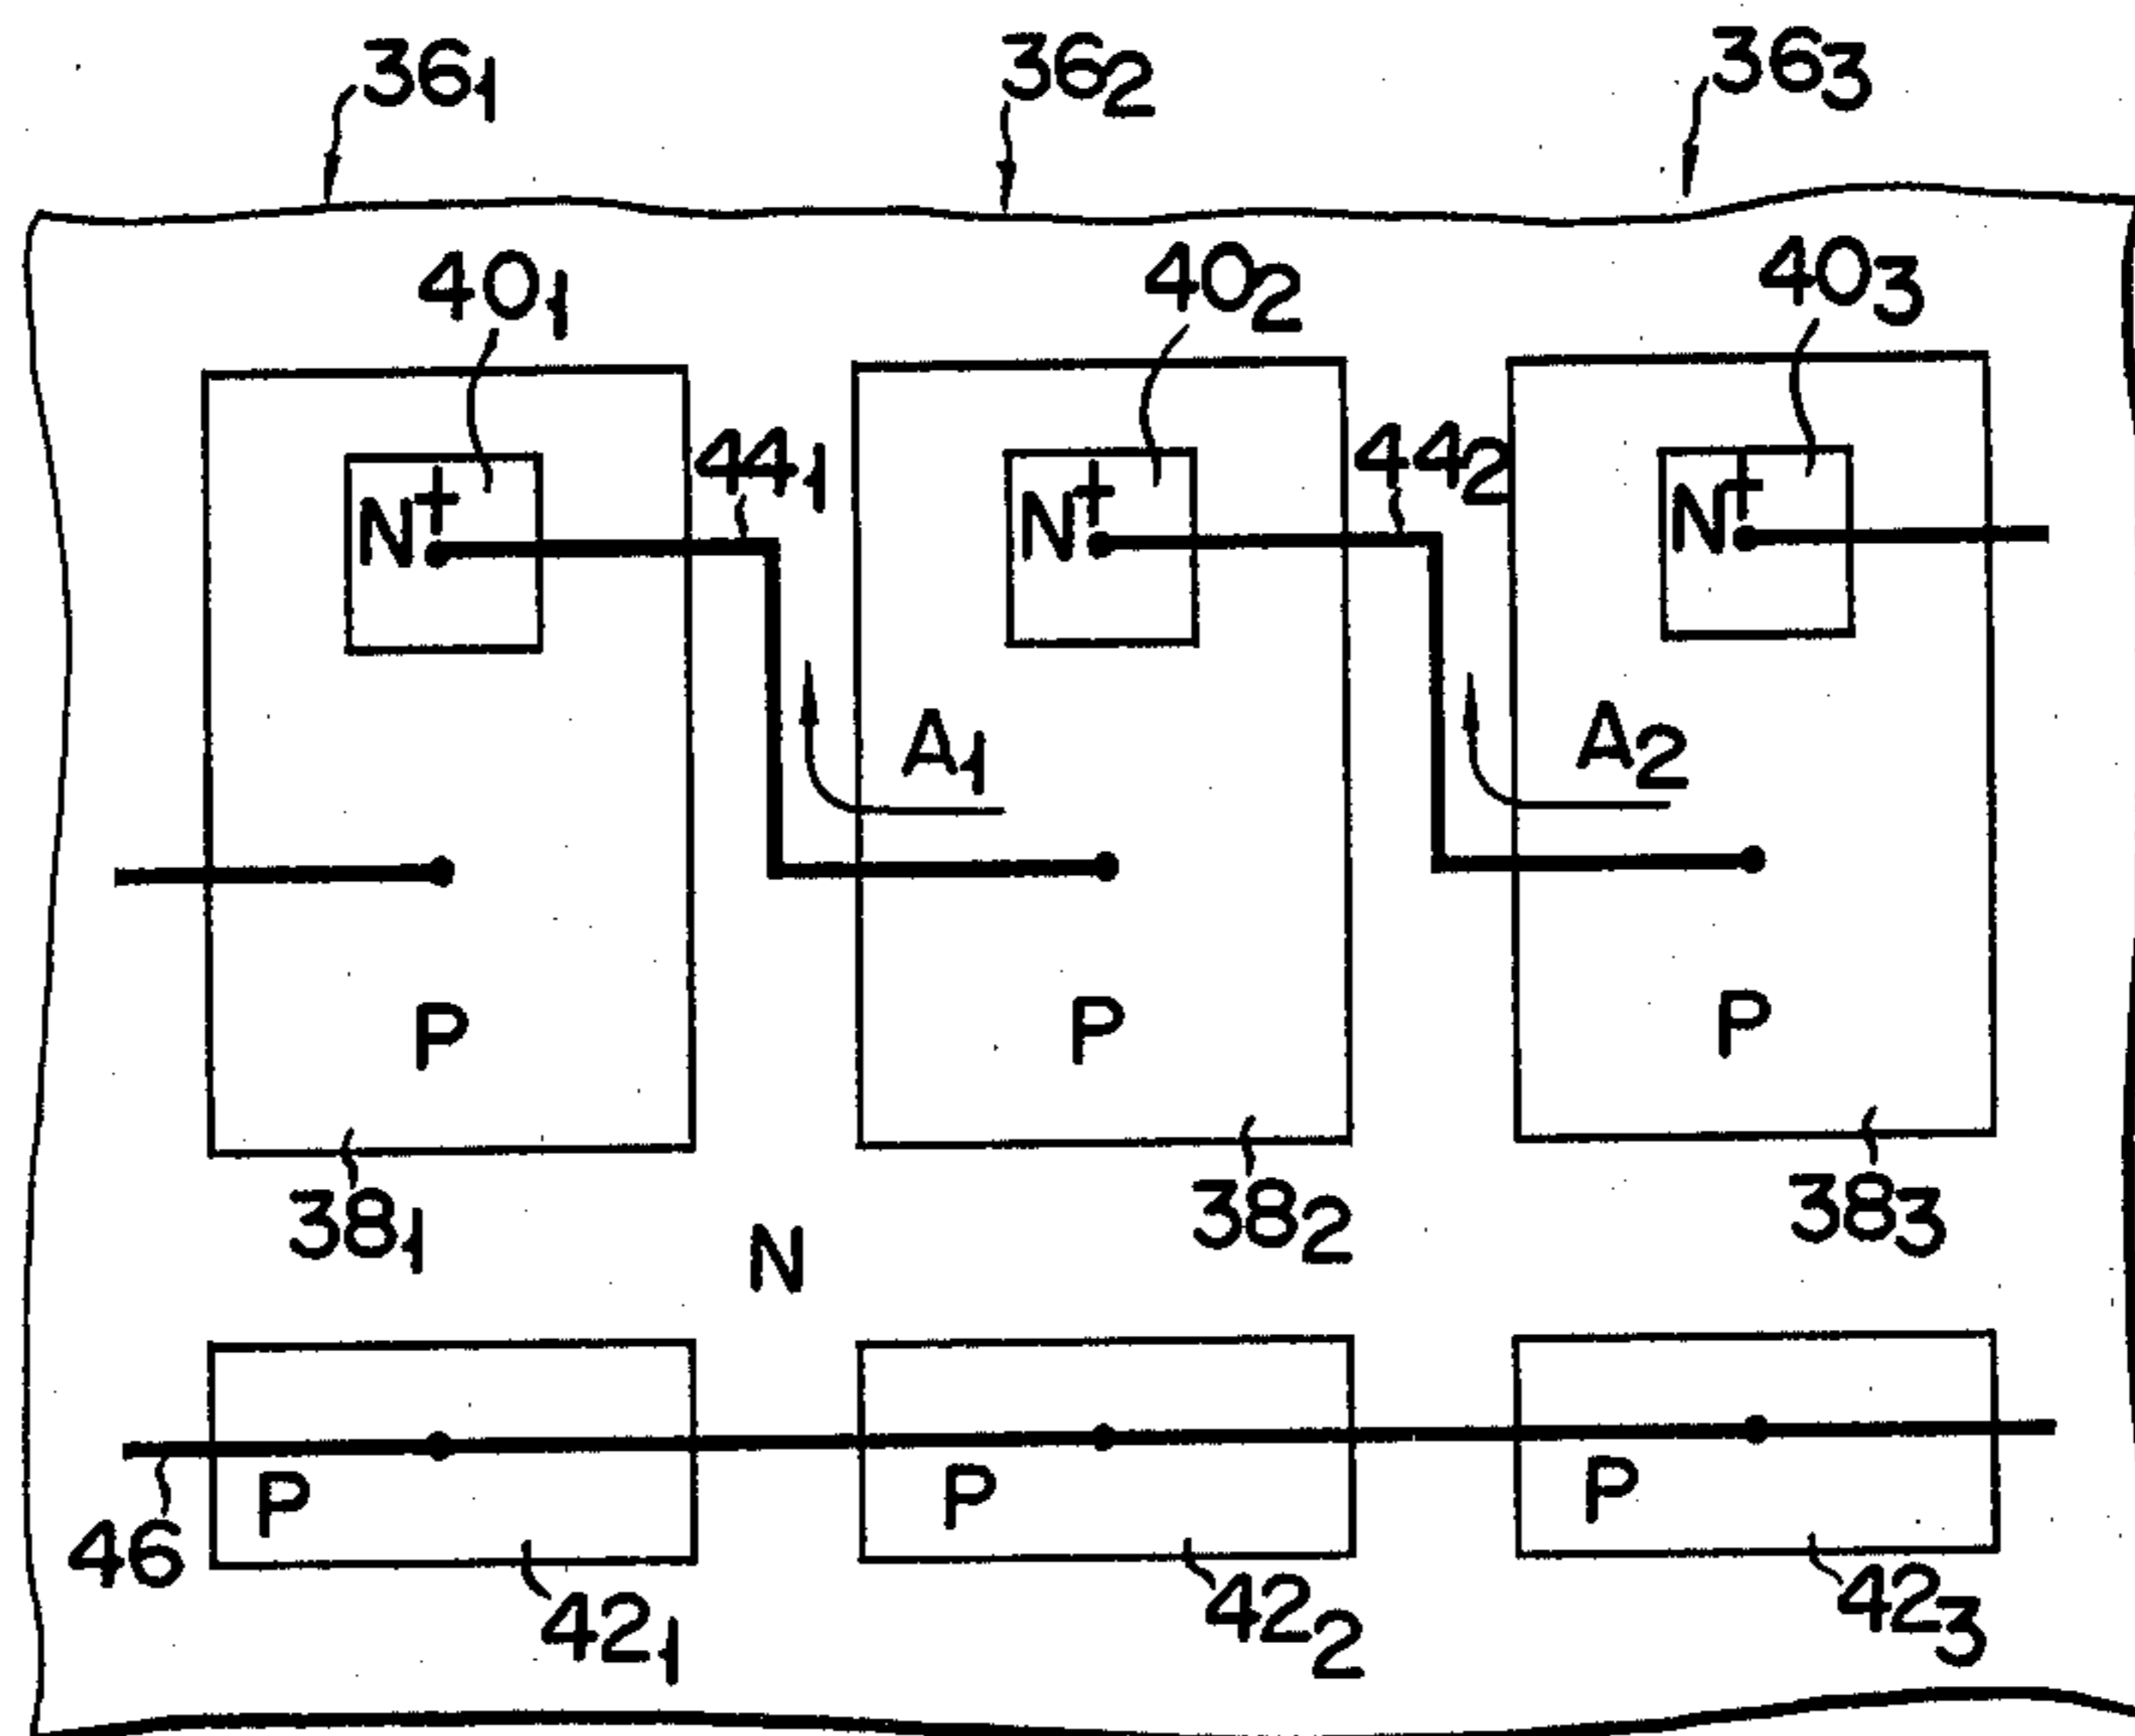 36₁ 36₂ 36₃
40₁ 40₂ 40₃
44₁ 44₂
N⁺ N⁺ N⁺
A₁ A₂
P P P
38₁ 38₂ 38₃
N
P P P
46
42₁ 42₂ 42₃